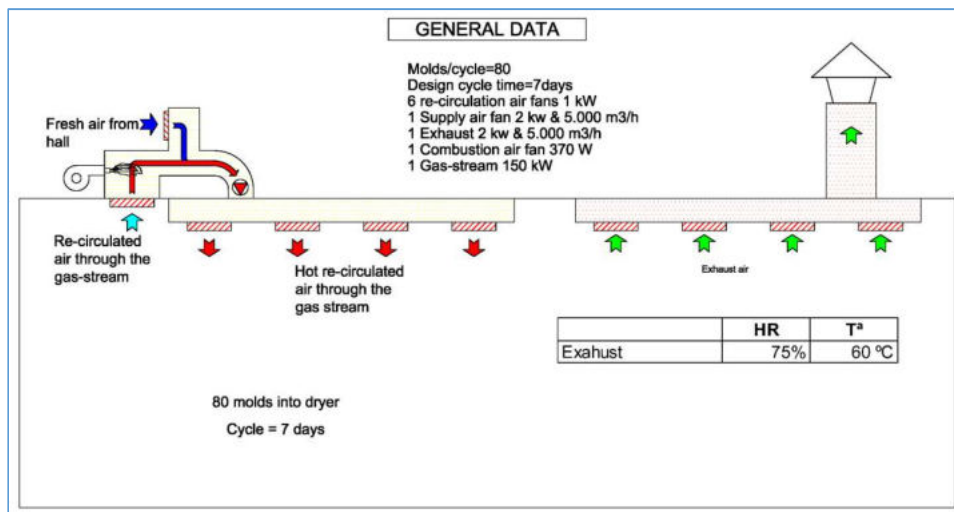 GENERAL DATA
Molds/cycle=80
Design cycle time=7days
6 re-circulation air fans 1 kW
1 Supply air fan 2 kw & 5.000 m3/h
1 Exhaust 2 kw & 5.000 m3/h
1 Combustion air fan 370 W
1 Gas-stream 150 kW
Fresh air from
hall
Re-circulated
air through the
gas-stream
Hot re-circulated
air through the
gas stream
Exhaust air
HR Tª
Exahust 75% 60 ºC
80 molds into dryer
Cycle = 7 days